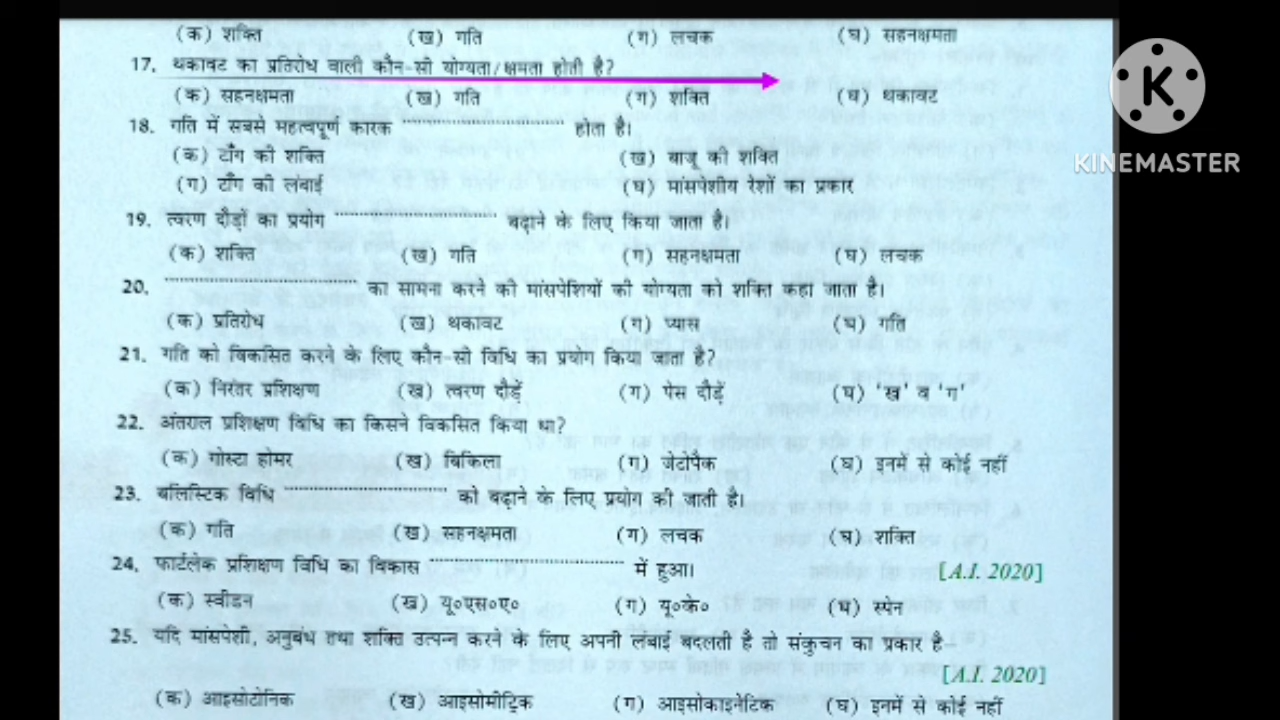 (क) शक्ति (ख) गति (ग) लचक (घ) सहनक्षमता
17. थकावट का प्रतिरोध वाली कौन-सी योग्यता/क्षमता होती है?
(क) सहनक्षमता (ख) गति (ग) शक्ति (घ) थकावट
18. गति में सबसे महत्वपूर्ण कारक ........................ होता है।
(क) टाँग की शक्ति (ख) बाजू की शक्ति
(ग) टाँग की लंबाई (घ) मांसपेशीय रेशों का प्रकार
19. त्वरण दौड़ों का प्रयोग ........................ बढ़ाने के लिए किया जाता है।
(क) शक्ति (ख) गति (ग) सहनक्षमता (घ) लचक
20. ........................ का सामना करने की मांसपेशियों की योग्यता को शक्ति कहा जाता है।
(क) प्रतिरोध (ख) थकावट (ग) प्यास (घ) गति
21. गति को विकसित करने के लिए कौन-सी विधि का प्रयोग किया जाता है?
(क) निरंतर प्रशिक्षण (ख) त्वरण दौड़ें (ग) पेस दौड़ें (घ) 'ख' व 'ग'
22. अंतराल प्रशिक्षण विधि का किसने विकसित किया था?
(क) गोस्टा होमर (ख) बिकिला (ग) जेटोपैक (घ) इनमें से कोई नहीं
23. बलिस्टिक विधि ........................ को बढ़ाने के लिए प्रयोग की जाती है।
(क) गति (ख) सहनक्षमता (ग) लचक (घ) शक्ति
24. फार्टलेक प्रशिक्षण विधि का विकास ........................ में हुआ। [A.I. 2020]
(क) स्वीडन (ख) यू०एस०ए० (ग) यू०के० (घ) स्पेन
25. यदि मांसपेशी, अनुबंध तथा शक्ति उत्पन्न करने के लिए अपनी लंबाई बदलती है तो संकुचन का प्रकार है–
[A.I. 2020]
(क) आइसोटोनिक (ख) आइसोमीट्रिक (ग) आइसोकाइनेटिक (घ) इनमें से कोई नहीं
K
KINEMASTER